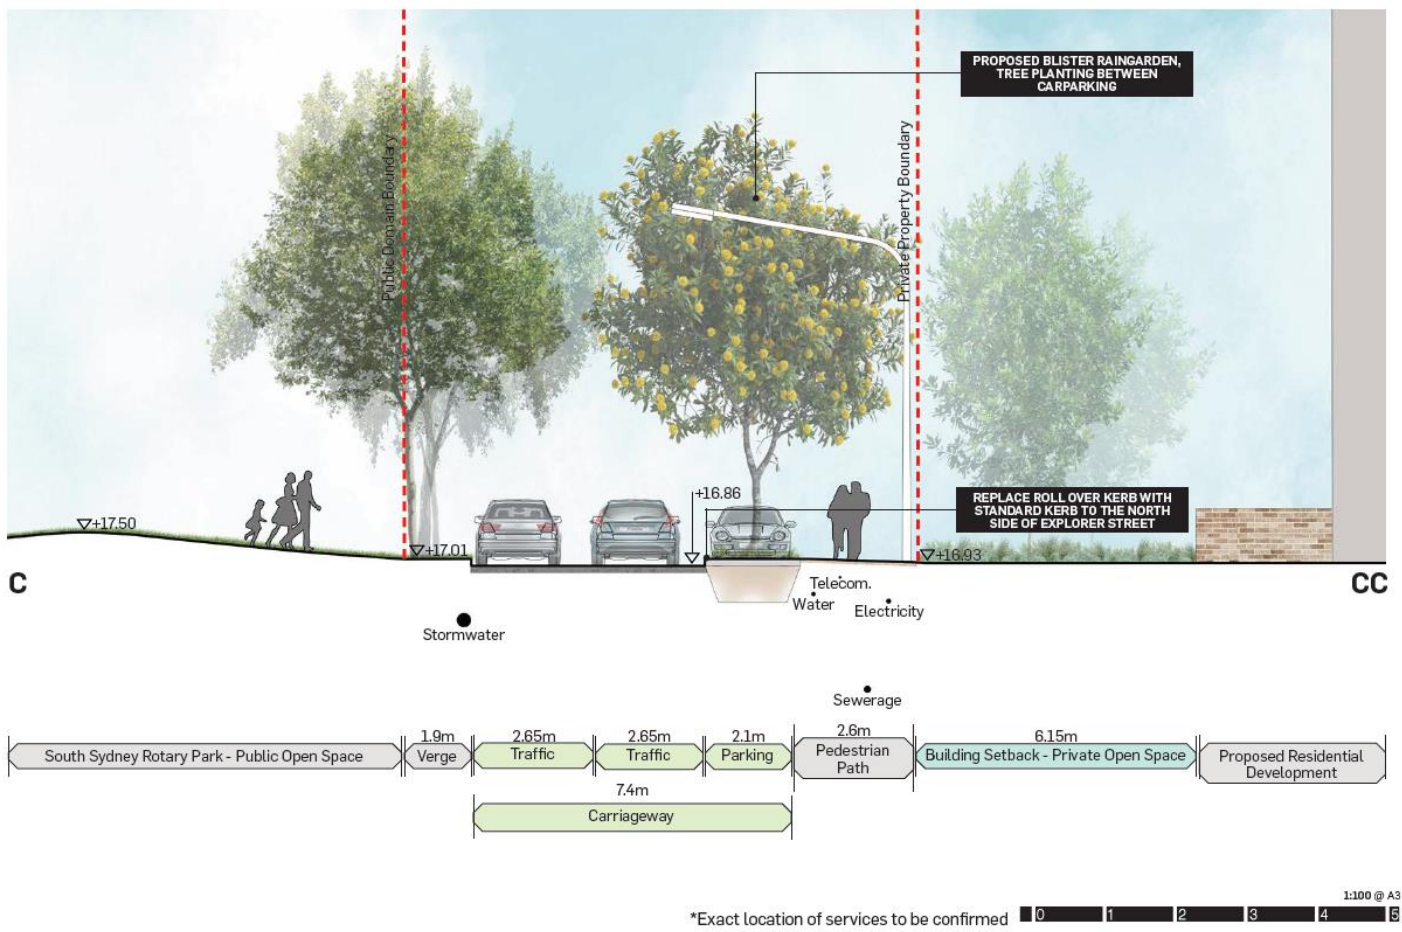 PROPOSED BLISTER RAINGARDEN,
TREE PLANTING BETWEEN
CARPARKING
Public Domain Boundary
Private Property Boundary
+16.86
REPLACE ROLL OVER KERB WITH
STANDARD KERB TO THE NORTH
SIDE OF EXPLORER STREET
+17.50
+17.01
+16.93
C
CC
Telecom.
Water
Electricity
Stormwater
Sewerage
South Sydney Rotary Park - Public Open Space
1.9m
Verge
2.65m
Traffic
2.65m
Traffic
2.1m
Parking
2.6m
Pedestrian
Path
6.15m
Building Setback - Private Open Space
Proposed Residential
Development
7.4m
Carriageway
1:100 @ A3
*Exact location of services to be confirmed
0 1 2 3 4 5